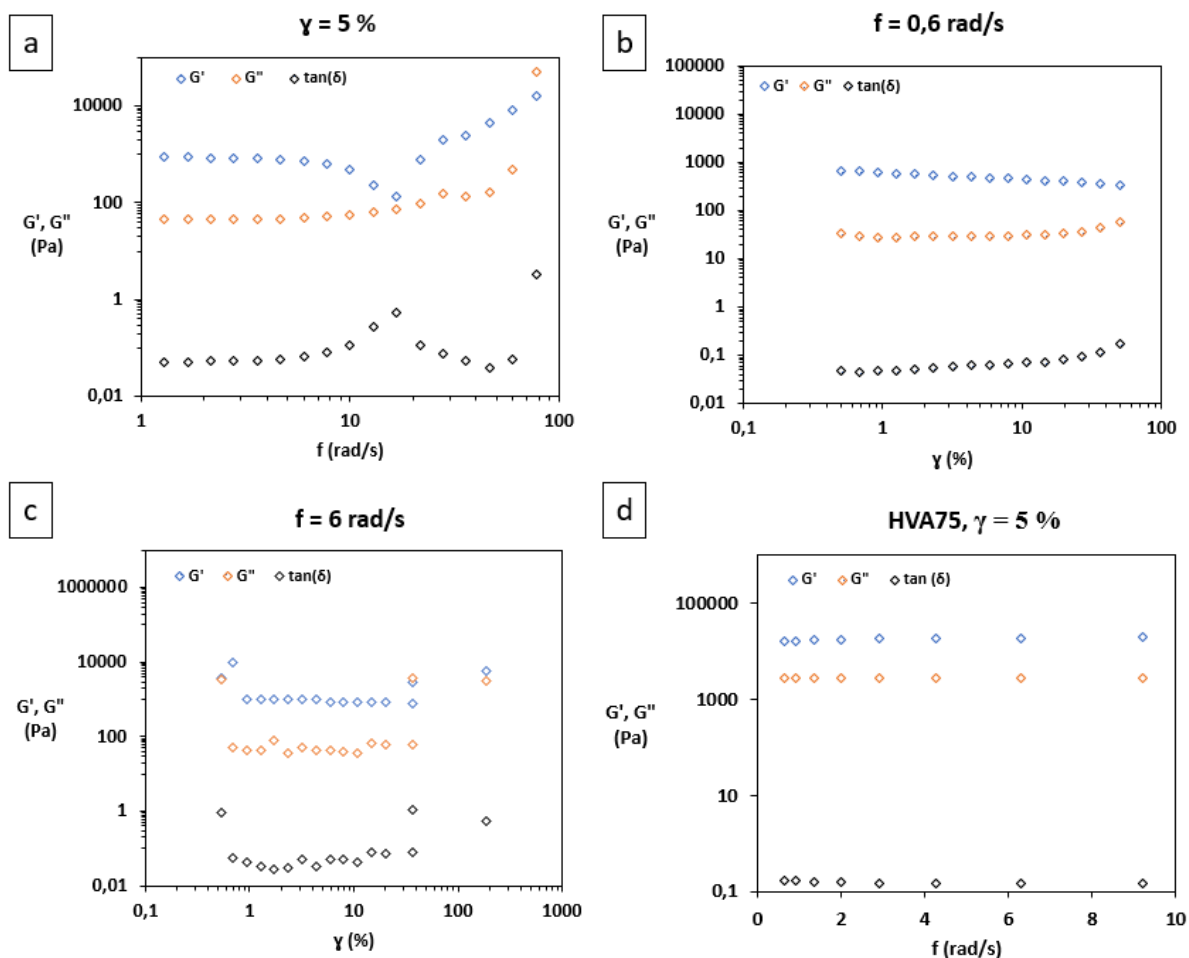 a
ɣ = 5 %
G' G" tan(δ)
10000
100
1
0,01
G', G"
(Pa)
1 10 100
f (rad/s)
b
f = 0,6 rad/s
G' G" tan(δ)
100000
10000
1000
100
10
1
0,1
0,01
G', G"
(Pa)
0,1 1 10 100
ɣ (%)
c
f = 6 rad/s
G' G" tan(δ)
1000000
10000
100
1
0,01
G', G"
(Pa)
0,1 1 10 100 1000
ɣ (%)
d
HVA75, γ = 5 %
G' G" tan (δ)
100000
1000
0,1
G', G"
(Pa)
0 2 4 6 8 10
f (rad/s)